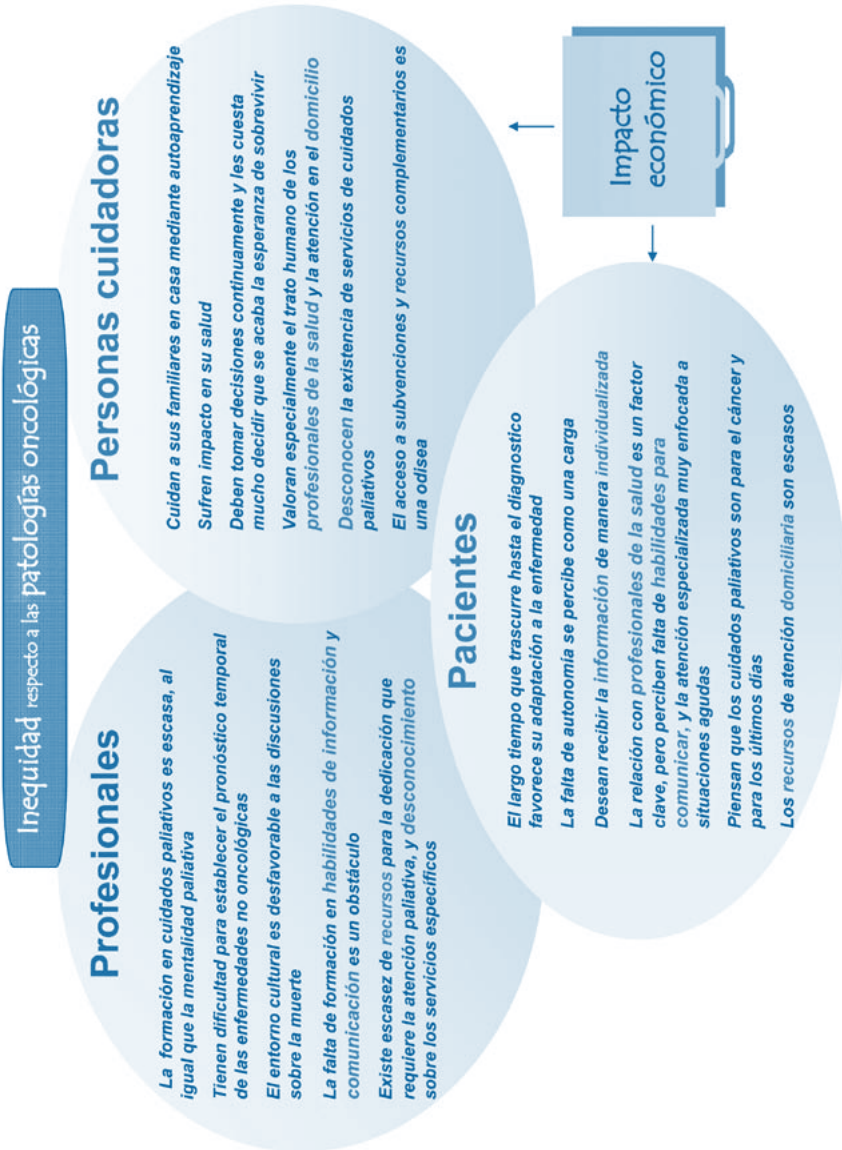 Inequidad respecto a las patologías oncológicas
Profesionales
La formación en cuidados paliativos es escasa, al
igual que la mentalidad paliativa
Tienen dificultad para establecer el pronóstico temporal
de las enfermedades no oncológicas
El entorno cultural es desfavorable a las discusiones
sobre la muerte
La falta de formación en habilidades de información y
comunicación es un obstáculo
Existe escasez de recursos para la dedicación que
requiere la atención paliativa, y desconocimiento
sobre los servicios específicos
Personas cuidadoras
Cuidan a sus familiares en casa mediante autoaprendizaje
Sufren impacto en su salud
Deben tomar decisiones continuamente y les cuesta
mucho decidir que se acaba la esperanza de sobrevivir
Valoran especialmente el trato humano de los
profesionales de la salud y la atención en el domicilio
Desconocen la existencia de servicios de cuidados
paliativos
El acceso a subvenciones y recursos complementarios es
una odisea
Pacientes
El largo tiempo que trascurre hasta el diagnostico
favorece su adaptación a la enfermedad
La falta de autonomía se percibe como una carga
Desean recibir la información de manera individualizada
La relación con profesionales de la salud es un factor
clave, pero perciben falta de habilidades para
comunicar, y la atención especializada muy enfocada a
situaciones agudas
Piensan que los cuidados paliativos son para el cáncer y
para los últimos días
Los recursos de atención domiciliaria son escasos
Impacto
económico